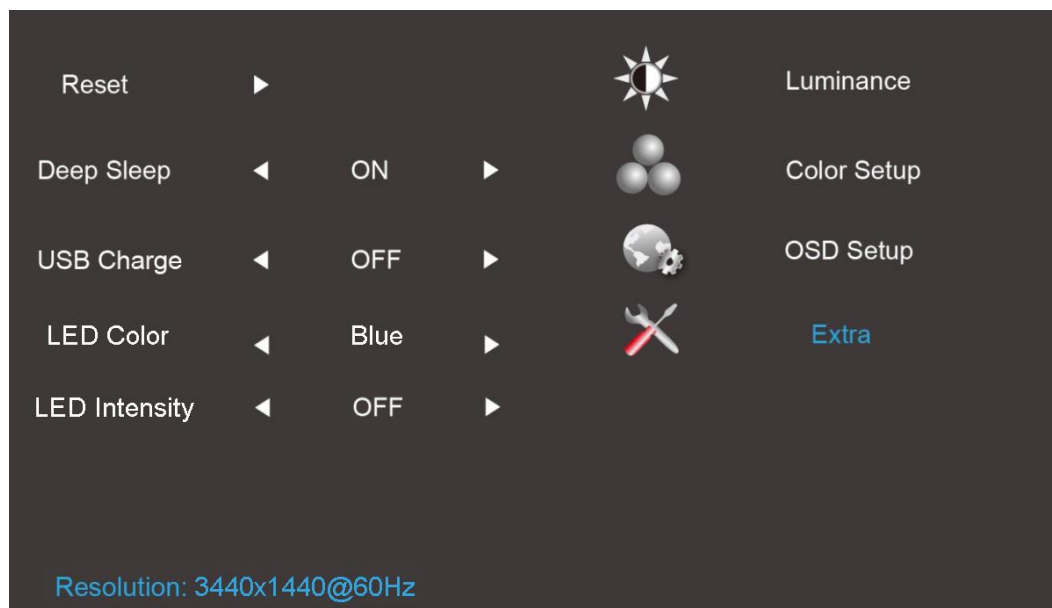 Reset Luminance
Deep Sleep ON Color Setup
USB Charge OFF OSD Setup
LED Color Blue Extra
LED Intensity OFF
Resolution: 3440x1440@60Hz